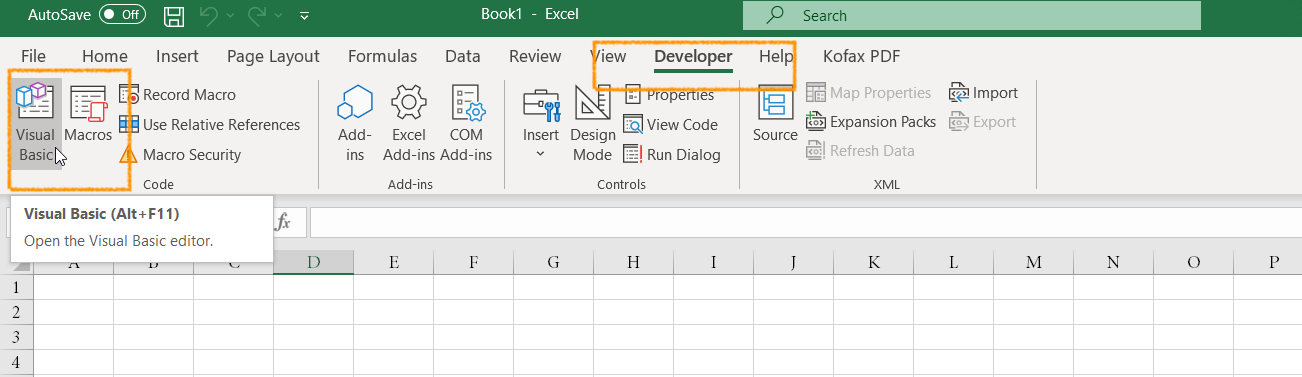 AutoSave Off Book1 - Excel Search
File Home Insert Page Layout Formulas Data Review View Developer Help Kofax PDF
Visual Basic
Macros
Record Macro
Use Relative References
Macro Security
Code
Add-ins
Excel Add-ins
COM Add-ins
Add-ins
Insert
Design Mode
Properties
View Code
Run Dialog
Controls
Source
Map Properties
Expansion Packs
Refresh Data
Import
Export
XML
Visual Basic (Alt+F11)
Open the Visual Basic editor.
fx
A B C D E F G H I J K L M N O P
1
2
3
4